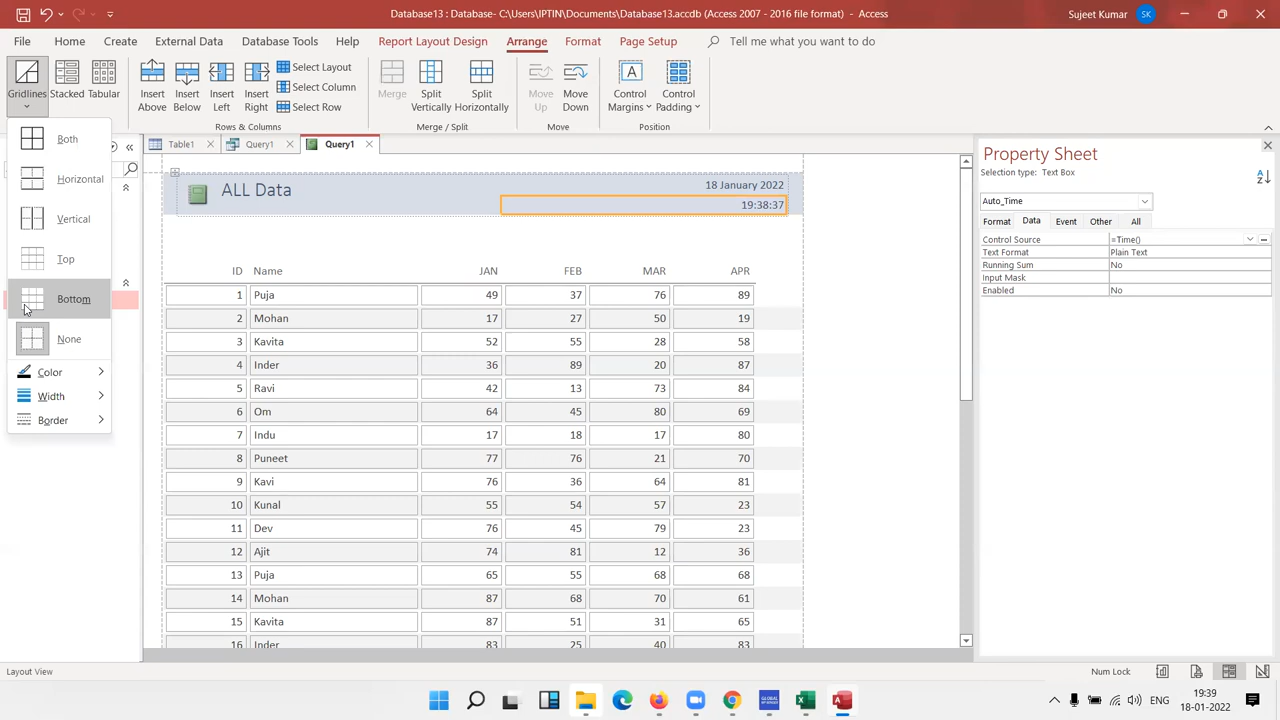 Database13 : Database- C:\Users\IPTIN\Documents\Database13.accdb (Access 2007 - 2016 file format) - Access
Sujeet Kumar SK
File Home Create External Data Database Tools Help Report Layout Design Arrange Format Page Setup Tell me what you want to do
Gridlines Stacked Tabular
Insert Above Insert Below Insert Left Insert Right
Select Layout
Select Column
Select Row
Merge Split Vertically Split Horizontally
Move Up Move Down
Control Margins Control Padding
Rows & Columns Merge / Split Move Position
Both
Horizontal
Vertical
Top
Bottom
None
Color
Width
Border
Table1 Query1 Query1
ALL Data
18 January 2022
19:38:37
ID Name JAN FEB MAR APR
1 Puja 49 37 76 89
2 Mohan 17 27 50 19
3 Kavita 52 55 28 58
4 Inder 36 89 20 87
5 Ravi 42 13 73 84
6 Om 64 45 80 69
7 Indu 17 18 17 80
8 Puneet 77 76 21 70
9 Kavi 76 36 64 81
10 Kunal 55 54 57 23
11 Dev 76 45 79 23
12 Ajit 74 81 12 36
13 Puja 65 55 68 68
14 Mohan 87 68 70 61
15 Kavita 87 51 31 65
16 Inder 83 25 40 83
Property Sheet
Selection type: Text Box
Auto_Time
Format Data Event Other All
Control Source =Time()
Text Format Plain Text
Running Sum No
Input Mask
Enabled No
Layout View
Num Lock
ENG
19:39
18-01-2022